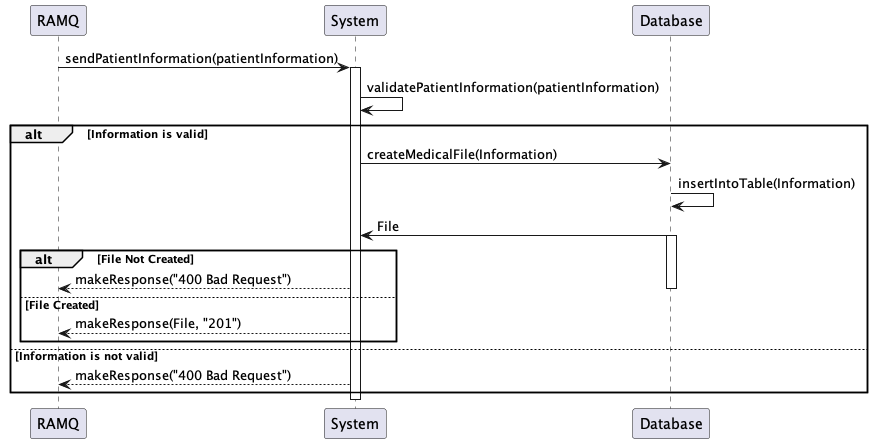 RAMQ System Database
sendPatientInformation(patientInformation)
validatePatientInformation(patientInformation)
alt [Information is valid]
createMedicalFile(Information)
insertIntoTable(Information)
File
alt [File Not Created]
makeResponse("400 Bad Request")
[File Created]
makeResponse(File, "201")
[Information is not valid]
makeResponse("400 Bad Request")
RAMQ System Database